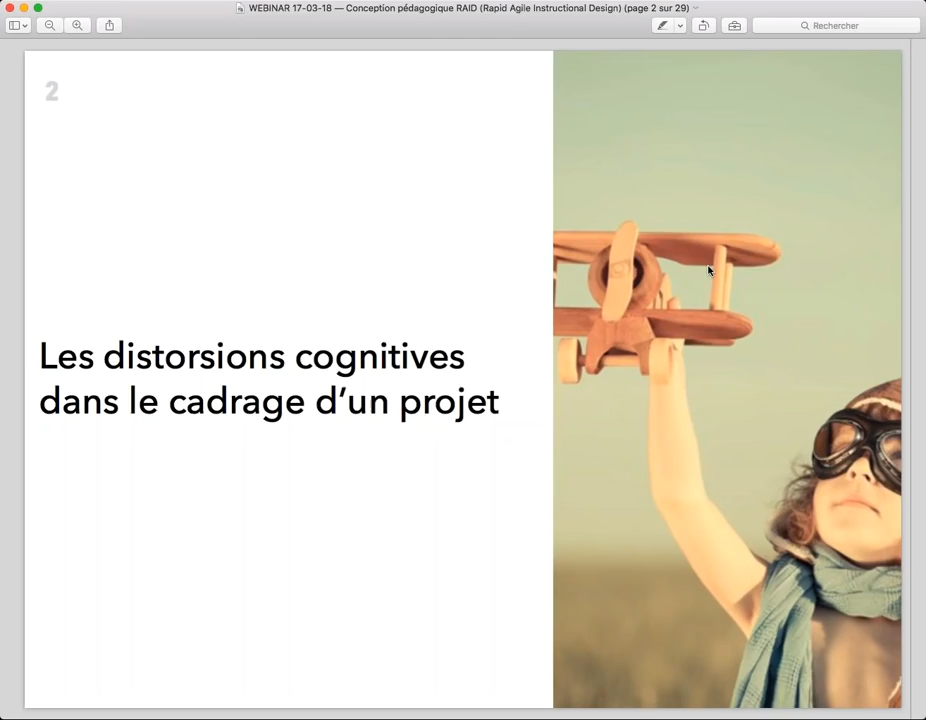 WEBINAR 17-03-18 — Conception pédagogique RAID (Rapid Agile Instructional Design) (page 2 sur 29)
Rechercher
2
Les distorsions cognitives
dans le cadrage d’un projet